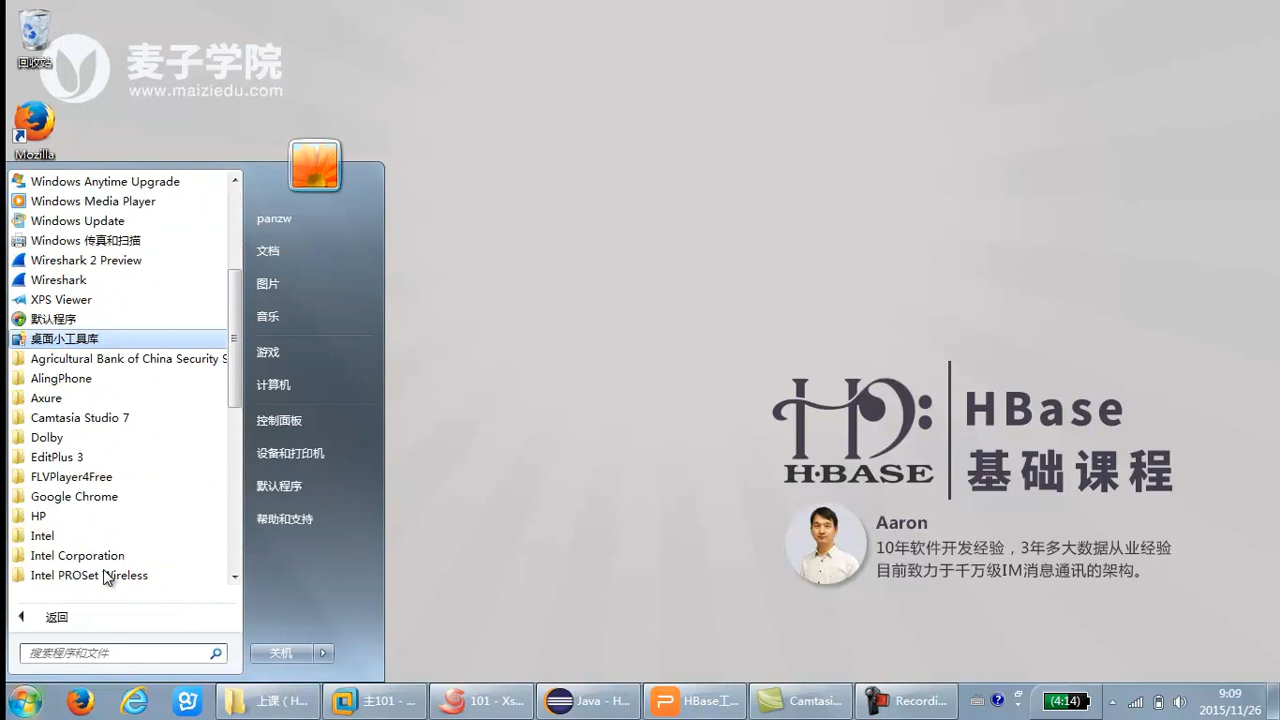 回收站
麦子学院
www.maiziedu.com
Mozilla
Windows Anytime Upgrade
Windows Media Player
Windows Update
Windows 传真和扫描
Wireshark 2 Preview
Wireshark
XPS Viewer
默认程序
桌面小工具库
Agricultural Bank of China Security S
AlingPhone
Axure
Camtasia Studio 7
Dolby
EditPlus 3
FLVPlayer4Free
Google Chrome
HP
Intel
Intel Corporation
Intel PROSet Wireless
返回
搜索程序和文件
panzw
文档
图片
音乐
游戏
计算机
控制面板
设备和打印机
默认程序
帮助和支持
关机
H·BASE
HBase
基础课程
Aaron
10年软件开发经验，3年多大数据从业经验
目前致力于千万级IM消息通讯的架构。
上课（H...
主101 - ...
101 - Xs...
Java - H...
HBase工...
Camtasi...
Recordi...
(4:14)
9:09
2015/11/26